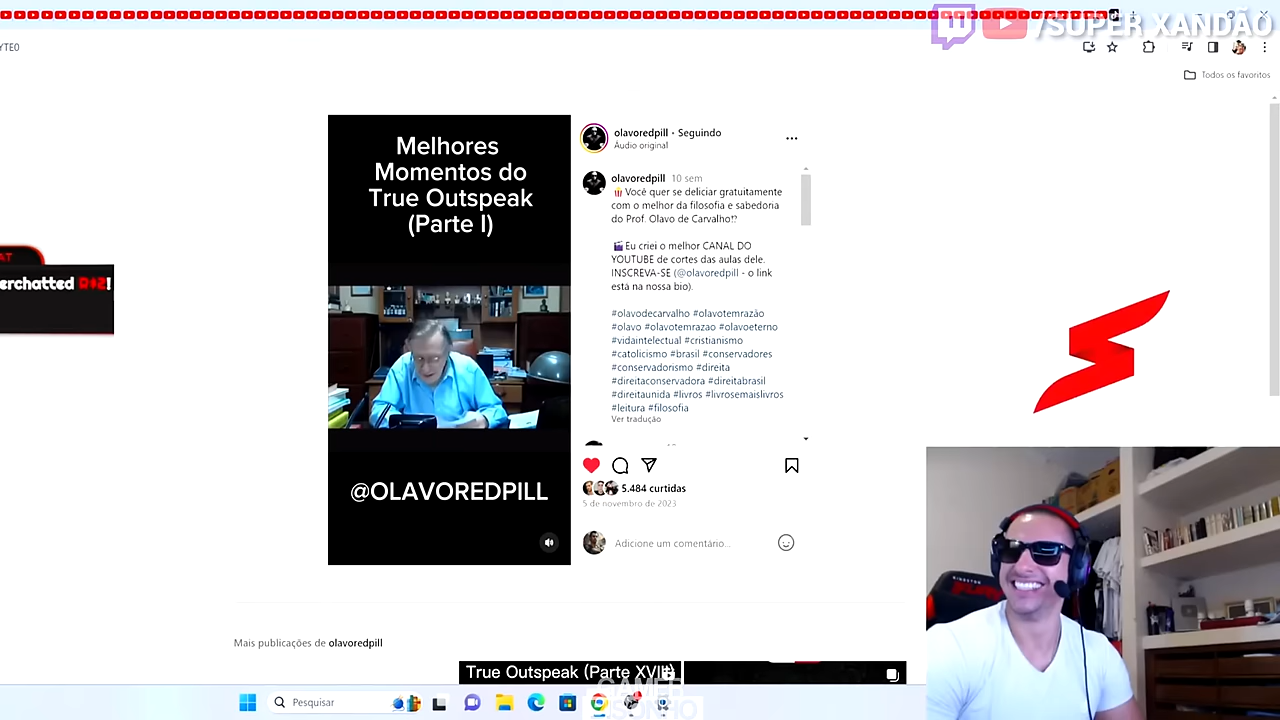 /SUPER XANDÃO
YTE0
Todos os favoritos
Melhores
Momentos do
True Outspeak
(Parte I)
@OLAVOREDPILL
olavoredpill • Seguindo
Áudio original
olavoredpill 10 sem
🍿Você quer se deliciar gratuitamente
com o melhor da filosofia e sabedoria
do Prof. Olavo de Carvalho!?
🎬Eu criei o melhor CANAL DO
YOUTUBE de cortes das aulas dele.
INSCREVA-SE (@olavoredpill - o link
está na nossa bio).
#olavodecarvalho #olavotemrazão
#olavo #olavotemrazao #olavoeterno
#vidaintelectual #cristianismo
#catolicismo #brasil #conservadores
#conservadorismo #direita
#direitaconservadora #direitabrasil
#direitaunida #livros #livrosemaislivros
#leitura #filosofia
Ver tradução
5.484 curtidas
5 de novembro de 2023
Adicione um comentário...
AT
erchatted
Mais publicações de olavoredpill
True Outspeak (Parte XVIII)
Pesquisar